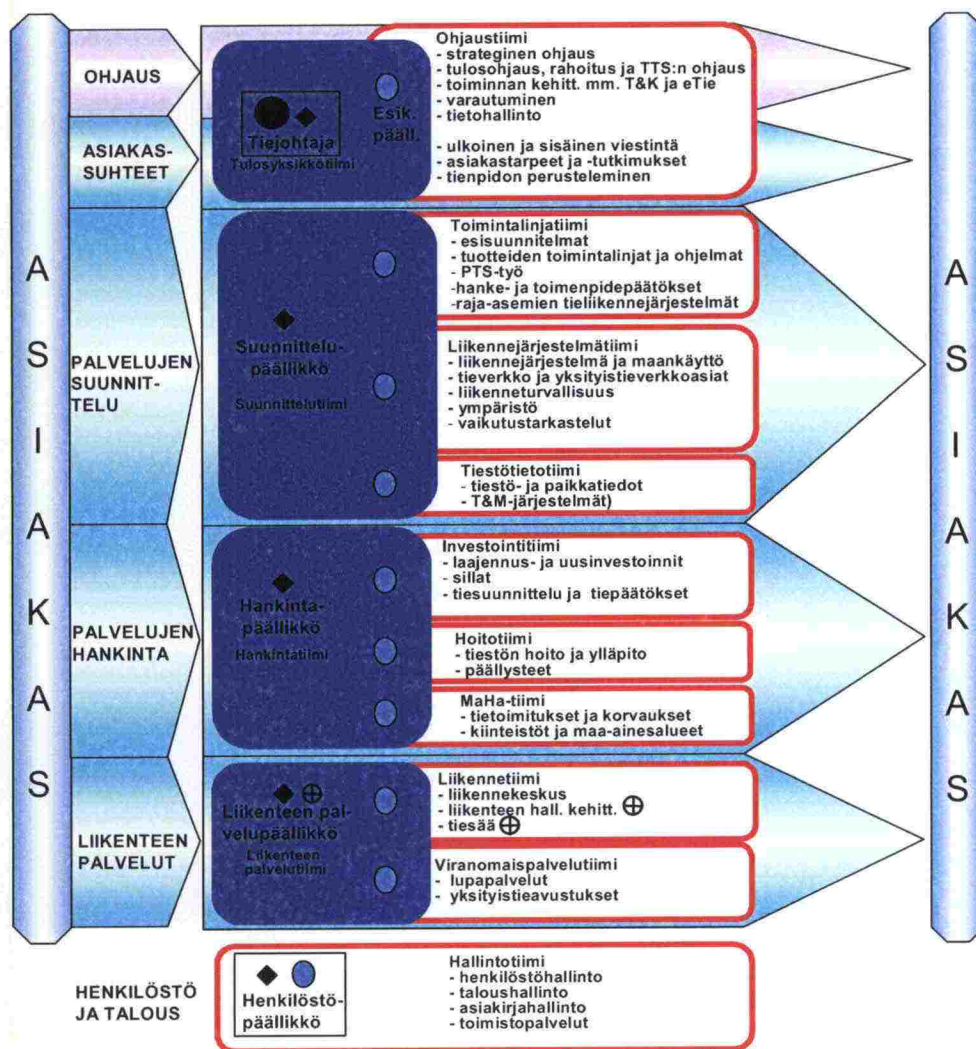 ASIAKAS
OHJAUS
Esik.
pääll.
Tiejohtaja
Tulosyksikkötiimi
Ohjaustiimi
- strateginen ohjaus
- tulosohjaus, rahoitus ja TTS:n ohjaus
- toiminnan kehitt. mm. T&K ja eTie
- varautuminen
- tietohallinto
ASIAKAS-
SUHTEET
- ulkoinen ja sisäinen viestintä
- asiakastarpeet ja -tutkimukset
- tienpidon perusteleminen
PALVELUJEN
SUUNNIT-
TELU
Suunnittelu-
päällikkö
Suunnittelutiimi
Toimintalinjatiimi
- esisuunnitelmat
- tuotteiden toimintalinjat ja ohjelmat
- PTS-työ
-hanke- ja toimenpidepäätökset
-raja-asemien tieliikennejärjestelmät
Liikennejärjestelmätiimi
- liikennejärjestelmä ja maankäyttö
- tieverkko ja yksityistieverkkoasiat
- liikenneturvallisuus
- ympäristö
- vaikutustarkastelut
Tiestötietotiimi
- tiestö- ja paikkatiedot
- T&M-järjestelmät)
PALVELUJEN
HANKINTA
Hankinta-
päällikkö
Hankintatiimi
Investointitiimi
- laajennus- ja uusinvestoinnit
- sillat
- tiesuunnittelu ja tiepäätökset
Hoitotiimi
- tiestön hoito ja ylläpito
- päällysteet
MaHa-tiimi
- tietoimitukset ja korvaukset
- kiinteistöt ja maa-ainesalueet
LIIKENTEEN
PALVELUT
Liikenteen pal-
velupäällikkö
Liikenteen
palvelutiimi
Liikennetiimi
- liikennekeskus
- liikenteen hall. kehitt.
- tiesää
Viranomaispalvelutiimi
- lupapalvelut
- yksityistieavustukset
ASIAKAS
HENKILÖSTÖ
JA TALOUS
Henkilöstö-
päällikkö
Hallintotiimi
- henkilöstöhallinto
- taloushallinto
- asiakirjahallinto
- toimistopalvelut